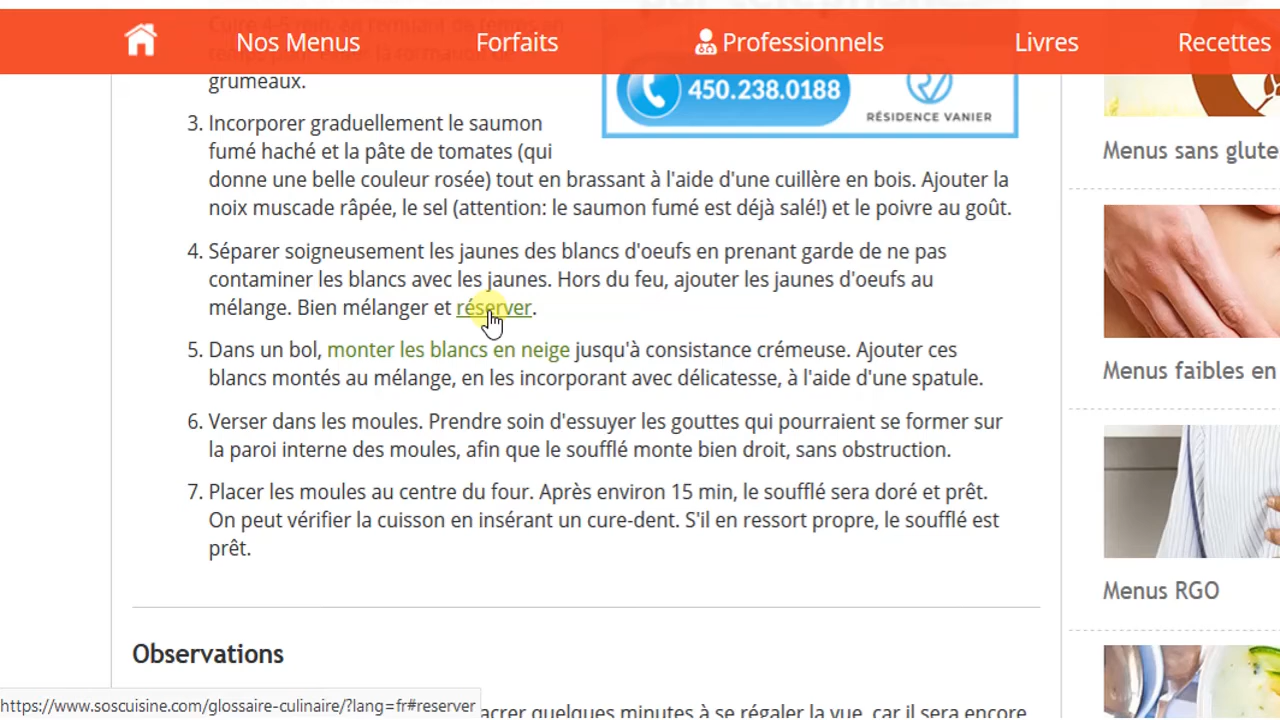 Nos Menus
Forfaits
Professionnels
Livres
Recettes
grumeaux.
450.238.0188
RÉSIDENCE VANIER
3. Incorporer graduellement le saumon
fumé haché et la pâte de tomates (qui
donne une belle couleur rosée) tout en brassant à l'aide d'une cuillère en bois. Ajouter la
noix muscade râpée, le sel (attention: le saumon fumé est déjà salé!) et le poivre au goût.
4. Séparer soigneusement les jaunes des blancs d'oeufs en prenant garde de ne pas
contaminer les blancs avec les jaunes. Hors du feu, ajouter les jaunes d'oeufs au
mélange. Bien mélanger et réserver.
5. Dans un bol, monter les blancs en neige jusqu'à consistance crémeuse. Ajouter ces
blancs montés au mélange, en les incorporant avec délicatesse, à l'aide d'une spatule.
6. Verser dans les moules. Prendre soin d'essuyer les gouttes qui pourraient se former sur
la paroi interne des moules, afin que le soufflé monte bien droit, sans obstruction.
7. Placer les moules au centre du four. Après environ 15 min, le soufflé sera doré et prêt.
On peut vérifier la cuisson en insérant un cure-dent. S'il en ressort propre, le soufflé est
prêt.
Observations
acrer quelques minutes à se régaler la vue, car il sera encore
Menus sans glute
Menus faibles en
Menus RGO
https://www.soscuisine.com/glossaire-culinaire/?lang=fr#reserver